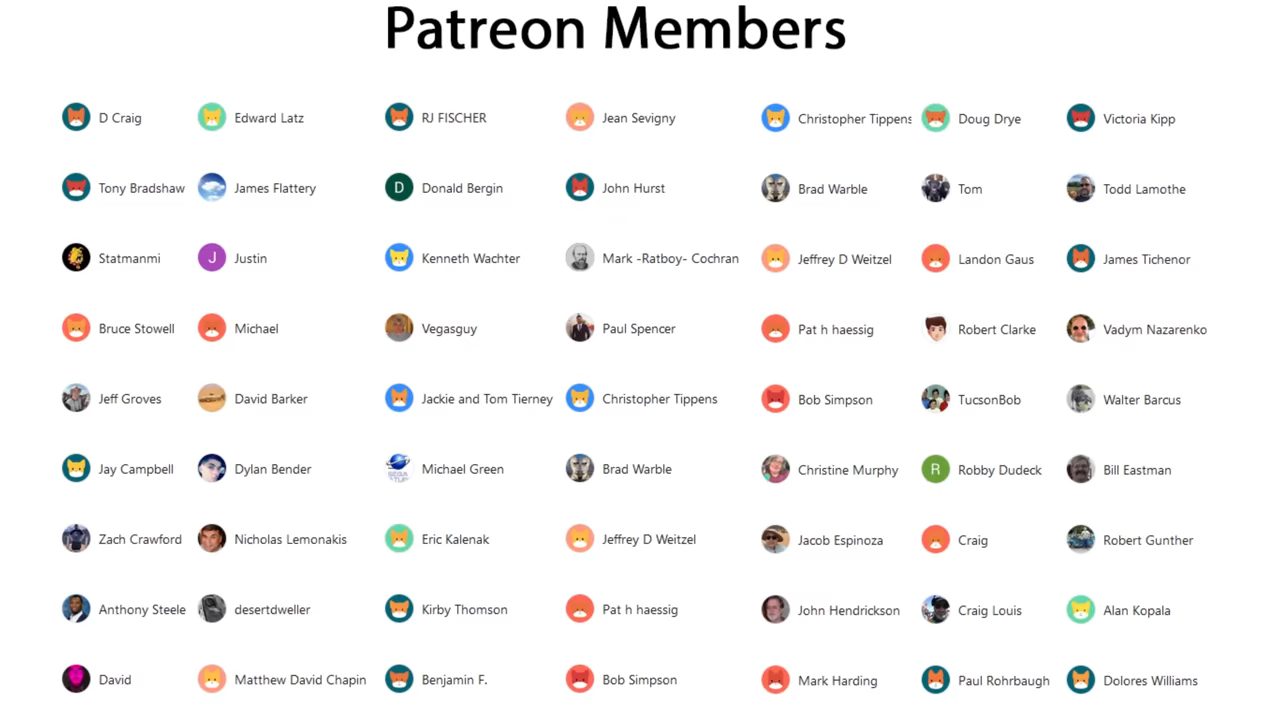 Patreon Members
D Craig Edward Latz RJ FISCHER Jean Sevigny Christopher Tippens Doug Drye Victoria Kipp
Tony Bradshaw James Flattery D Donald Bergin John Hurst Brad Warble Tom Todd Lamothe
Statmanmi J Justin Kenneth Wachter Mark -Ratboy- Cochran Jeffrey D Weitzel Landon Gaus James Tichenor
Bruce Stowell Michael Vegasguy Paul Spencer Pat h haessig Robert Clarke Vadym Nazarenko
Jeff Groves David Barker Jackie and Tom Tierney Christopher Tippens Bob Simpson TucsonBob Walter Barcus
Jay Campbell Dylan Bender Michael Green Brad Warble Christine Murphy R Robby Dudeck Bill Eastman
Zach Crawford Nicholas Lemonakis Eric Kalenak Jeffrey D Weitzel Jacob Espinoza Craig Robert Gunther
Anthony Steele desertdweller Kirby Thomson Pat h haessig John Hendrickson Craig Louis Alan Kopala
David Matthew David Chapin Benjamin F. Bob Simpson Mark Harding Paul Rohrbaugh Dolores Williams